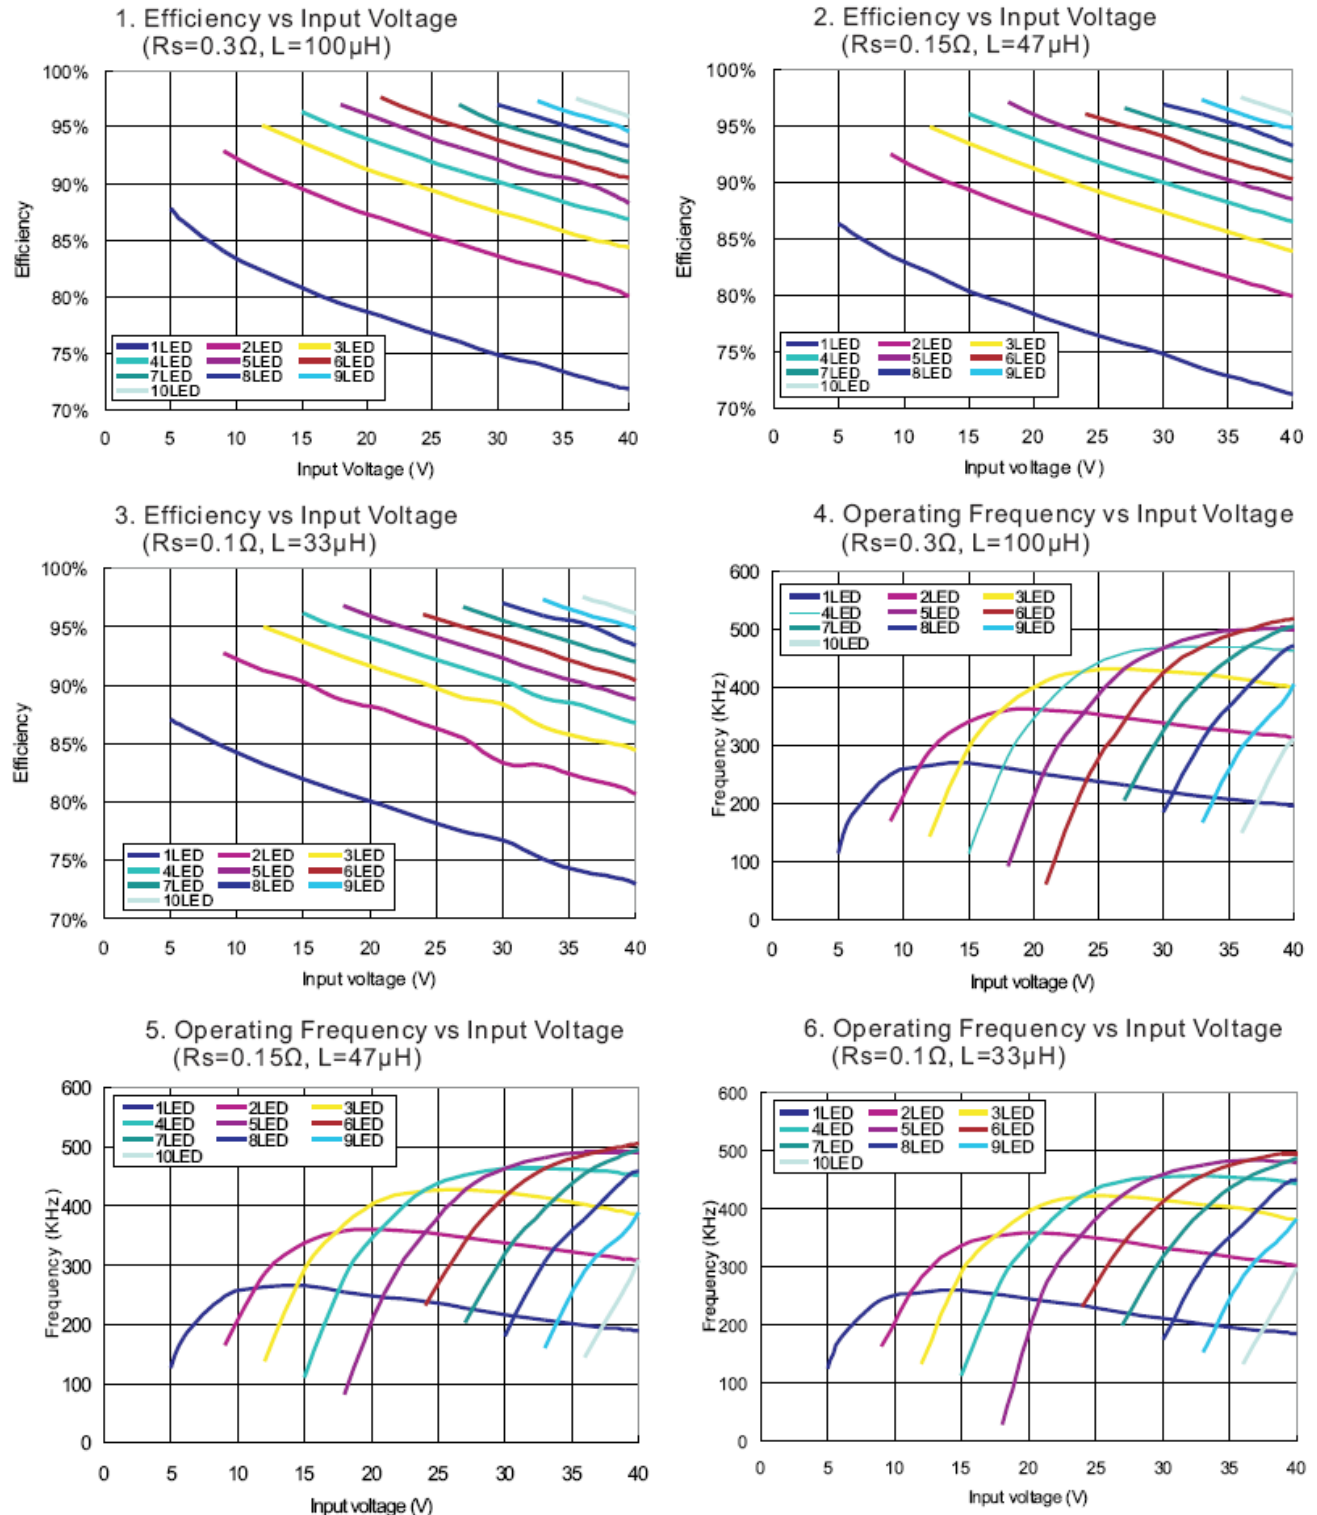 1. Efficiency vs Input Voltage
(Rs=0.3Ω, L=100µH)
100%
95%
90%
85%
80%
75%
70%
Efficiency
1LED 2LED 3LED
4LED 5LED 6LED
7LED 8LED 9LED
10LED
0 5 10 15 20 25 30 35 40
Input Voltage (V)
2. Efficiency vs Input Voltage
(Rs=0.15Ω, L=47µH)
100%
95%
90%
85%
80%
75%
70%
Efficiency
1LED 2LED 3LED
4LED 5LED 6LED
7LED 8LED 9LED
10LED
0 5 10 15 20 25 30 35 40
Input voltage (V)
3. Efficiency vs Input Voltage
(Rs=0.1Ω, L=33µH)
100%
95%
90%
85%
80%
75%
70%
Efficiency
1LED 2LED 3LED
4LED 5LED 6LED
7LED 8LED 9LED
10LED
0 5 10 15 20 25 30 35 40
Input voltage (V)
4. Operating Frequency vs Input Voltage
(Rs=0.3Ω, L=100µH)
600
500
400
300
200
100
0
Frequency (KHz)
1LED 2LED 3LED
4LED 5LED 6LED
7LED 8LED 9LED
10LED
0 5 10 15 20 25 30 35 40
Input voltage (V)
5. Operating Frequency vs Input Voltage
(Rs=0.15Ω, L=47µH)
600
500
400
300
200
100
0
Frequency (KHz)
1LED 2LED 3LED
4LED 5LED 6LED
7LED 8LED 9LED
10LED
0 5 10 15 20 25 30 35 40
Input voltage (V)
6. Operating Frequency vs Input Voltage
(Rs=0.1Ω, L=33µH)
600
500
400
300
200
100
0
Frequency (KHz)
1LED 2LED 3LED
4LED 5LED 6LED
7LED 8LED 9LED
10LED
0 5 10 15 20 25 30 35 40
Input voltage (V)